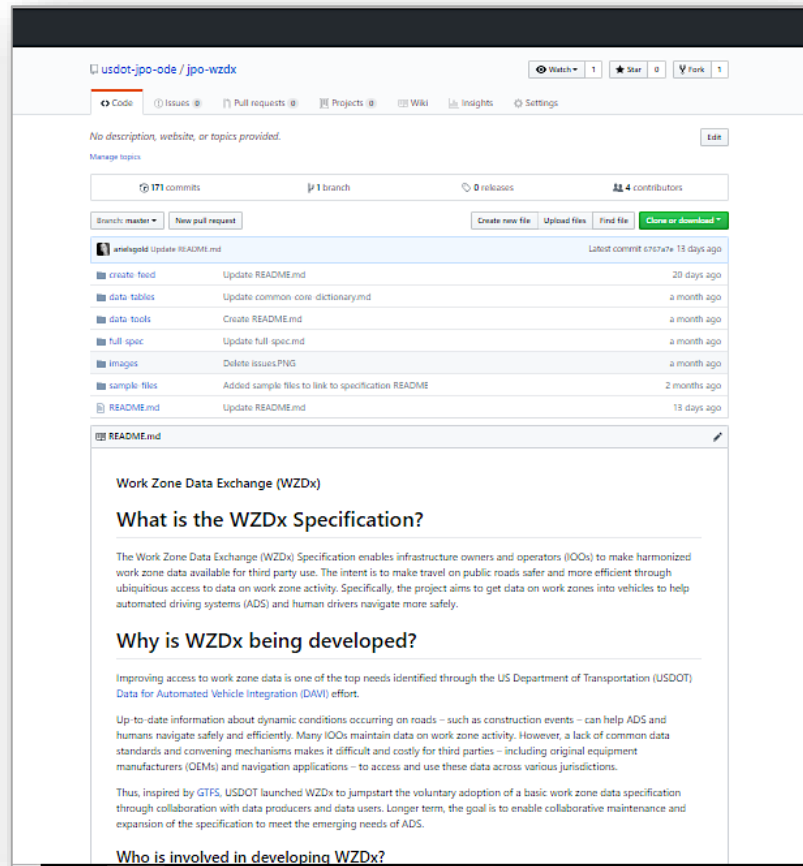 usdot-jpo-ode / jpo-wzdx
Watch 1 Star 0 Fork 1
Code Issues 0 Pull requests 0 Projects 0 Wiki Insights Settings
No description, website, or topics provided. Edit
Manage topics
171 commits 1 branch 0 releases 4 contributors
Branch: master New pull request Create new file Upload files Find file Clone or download
arielsgold Update README.md Latest commit 6767a7e 13 days ago
create-feed Update README.md 20 days ago
data-tables Update common-core-dictionary.md a month ago
data-tools Create README.md a month ago
full-spec Update full-spec.md a month ago
images Delete issues.PNG a month ago
sample-files Added sample files to link to specification README 2 months ago
README.md Update README.md 13 days ago
README.md
Work Zone Data Exchange (WZDx)
What is the WZDx Specification?
The Work Zone Data Exchange (WZDx) Specification enables infrastructure owners and operators (IOOs) to make harmonized
work zone data available for third party use. The intent is to make travel on public roads safer and more efficient through
ubiquitious access to data on work zone activity. Specifically, the project aims to get data on work zones into vehicles to help
automated driving systems (ADS) and human drivers navigate more safely.
Why is WZDx being developed?
Improving access to work zone data is one of the top needs identified through the US Department of Transportation (USDOT)
Data for Automated Vehicle Integration (DAVI) effort.
Up-to-date information about dynamic conditions occurring on roads – such as construction events – can help ADS and
humans navigate safely and efficiently. Many IOOs maintain data on work zone activity. However, a lack of common data
standards and convening mechanisms makes it difficult and costly for third parties – including original equipment
manufacturers (OEMs) and navigation applications – to access and use these data across various jurisdictions.
Thus, inspired by GTFS, USDOT launched WZDx to jumpstart the voluntary adoption of a basic work zone data specification
through collaboration with data producers and data users. Longer term, the goal is to enable collaborative maintenance and
expansion of the specification to meet the emerging needs of ADS.
Who is involved in developing WZDx?